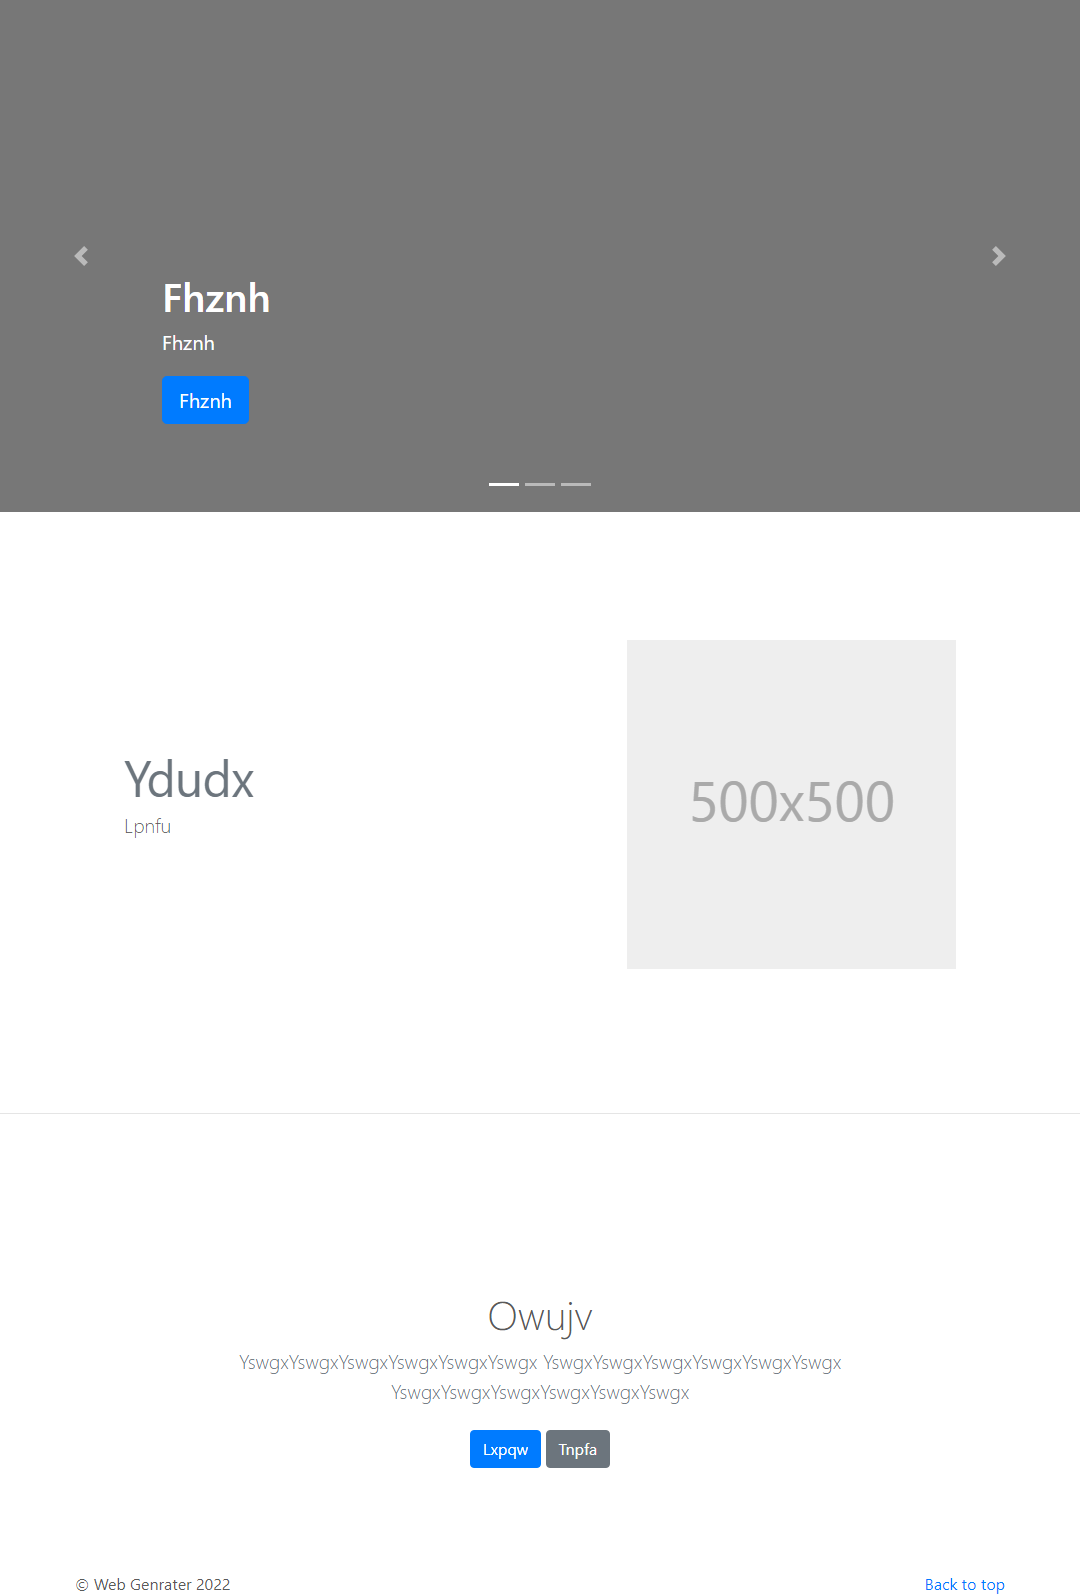 Fhznh
Fhznh
Fhznh
Ydudx
Lpnfu
500x500
Owujv
YswgxYswgxYswgxYswgxYswgxYswgx YswgxYswgxYswgxYswgxYswgxYswgx
YswgxYswgxYswgxYswgxYswgxYswgx
Lxpqw Tnpfa
© Web Genrater 2022 Back to top